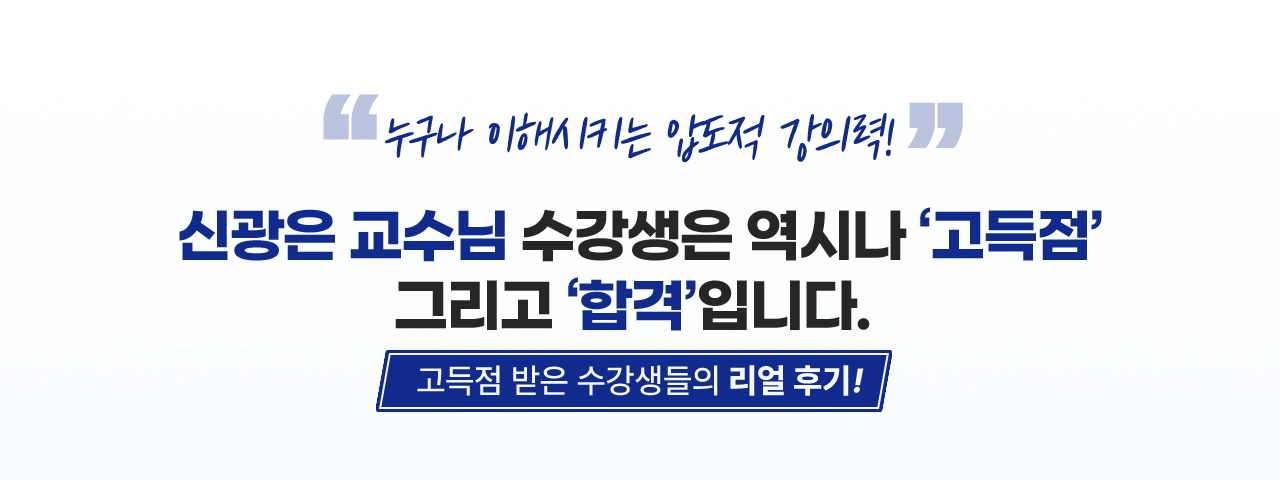 “누구나 이해시키는 압도적 강의력!”
신광은 교수님 수강생은 역시나 ‘고득점’
그리고 ‘합격’입니다.
고득점 받은 수강생들의 리얼 후기!